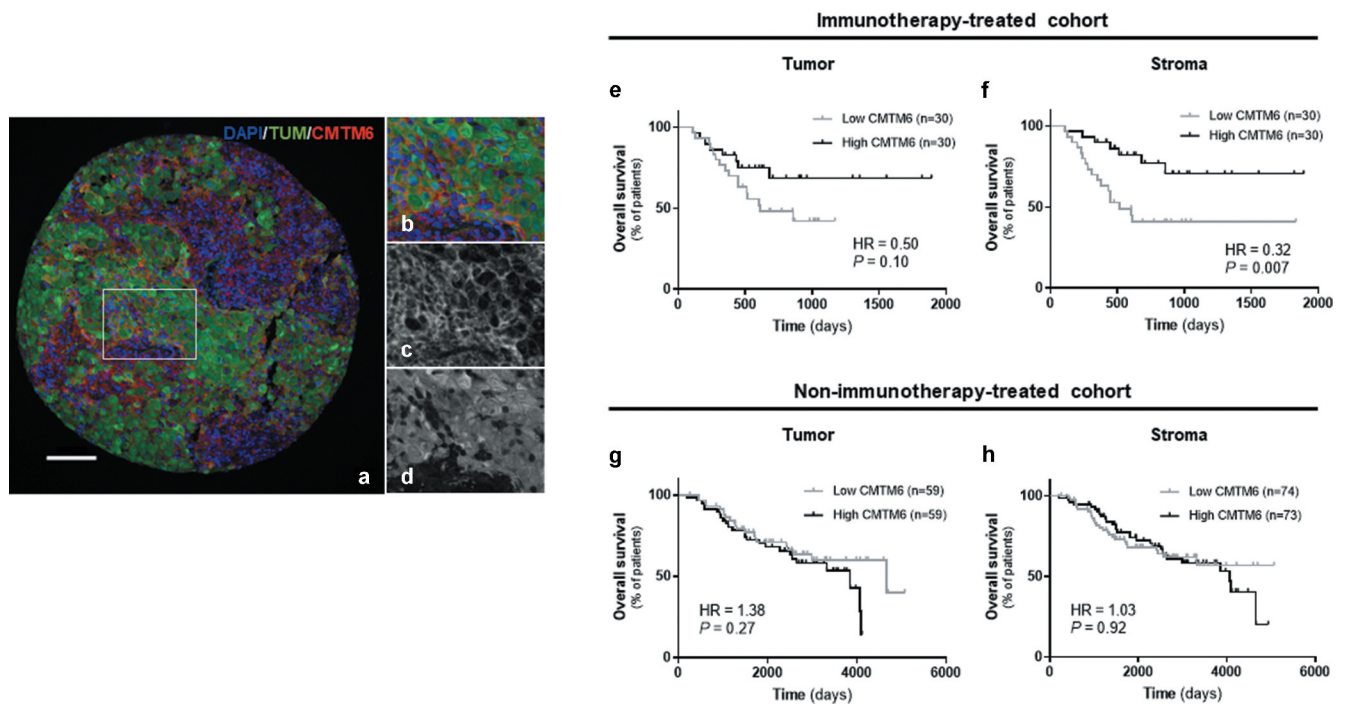 DAPI/TUM/CMTM6
a
b
c
d
Immunotherapy-treated cohort
Tumor
Stroma
e
Low CMTM6 (n=30)
High CMTM6 (n=30)
Overall survival
(% of patients)
100
50
0
HR = 0.50
P = 0.10
0 500 1000 1500 2000
Time (days)
f
Low CMTM6 (n=30)
High CMTM6 (n=30)
Overall survival
(% of patients)
100
50
0
HR = 0.32
P = 0.007
0 500 1000 1500 2000
Time (days)
Non-immunotherapy-treated cohort
Tumor
Stroma
g
Low CMTM6 (n=59)
High CMTM6 (n=59)
Overall survival
(% of patients)
100
50
0
HR = 1.38
P = 0.27
0 2000 4000 6000
Time (days)
h
Low CMTM6 (n=74)
High CMTM6 (n=73)
Overall survival
(% of patients)
100
50
0
HR = 1.03
P = 0.92
0 2000 4000 6000
Time (days)